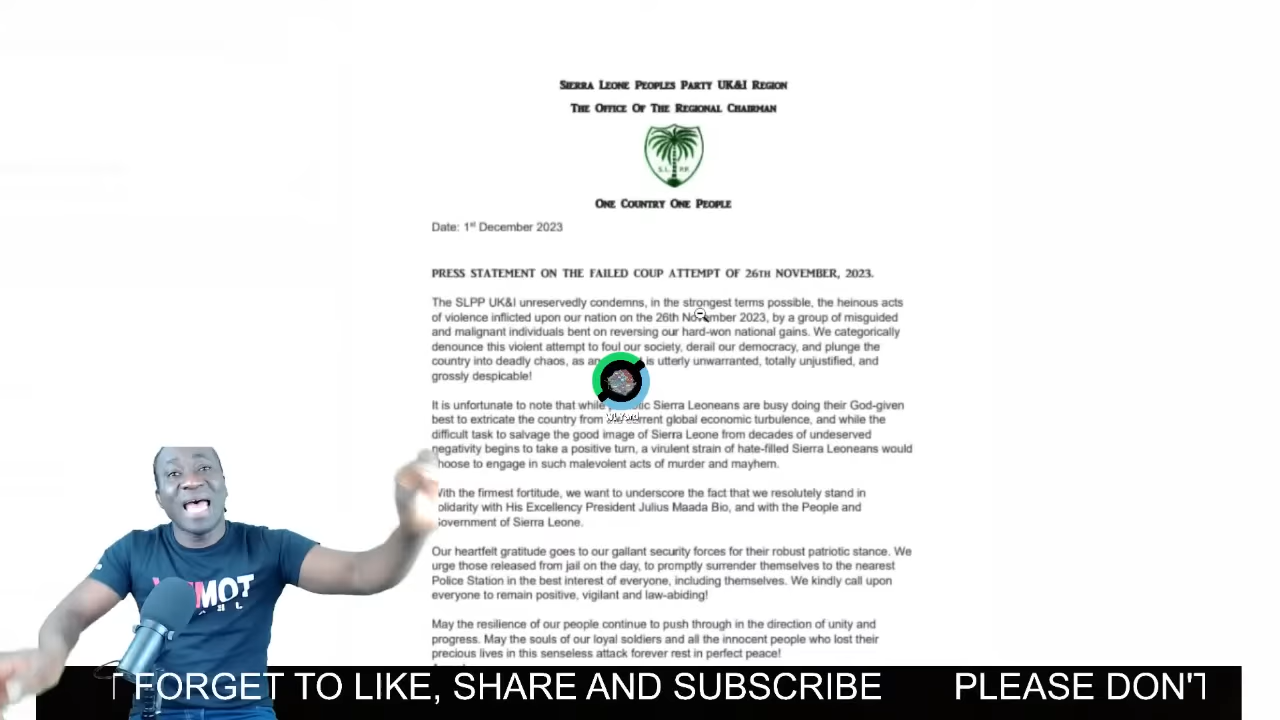 SIERRA LEONE PEOPLES PARTY UK&I REGION
THE OFFICE OF THE REGIONAL CHAIRMAN
S.L.P.P.
ONE COUNTRY ONE PEOPLE
Date: 1st December 2023
PRESS STATEMENT ON THE FAILED COUP ATTEMPT OF 26TH NOVEMBER, 2023.
The SLPP UK&I unreservedly condemns, in the strongest terms possible, the heinous acts
of violence inflicted upon our nation on the 26th November 2023, by a group of misguided
and malignant individuals bent on reversing our hard-won national gains. We categorically
denounce this violent attempt to foul our society, derail our democracy, and plunge the
country into deadly chaos, as is utterly unwarranted, totally unjustified, and
grossly despicable!
It is unfortunate to note that while Sierra Leoneans are busy doing their God-given
best to extricate the country from current global economic turbulence, and while the
difficult task to salvage the good image of Sierra Leone from decades of undeserved
negativity begins to take a positive turn, a virulent strain of hate-filled Sierra Leoneans would
choose to engage in such malevolent acts of murder and mayhem.
With the firmest fortitude, we want to underscore the fact that we resolutely stand in
solidarity with His Excellency President Julius Maada Bio, and with the People and
Government of Sierra Leone.
Our heartfelt gratitude goes to our gallant security forces for their robust patriotic stance. We
urge those released from jail on the day, to promptly surrender themselves to the nearest
Police Station in the best interest of everyone, including themselves. We kindly call upon
everyone to remain positive, vigilant and law-abiding!
May the resilience of our people continue to push through in the direction of unity and
progress. May the souls of our loyal soldiers and all the innocent people who lost their
precious lives in this senseless attack forever rest in perfect peace!
FORGET TO LIKE, SHARE AND SUBSCRIBE PLEASE DON'T